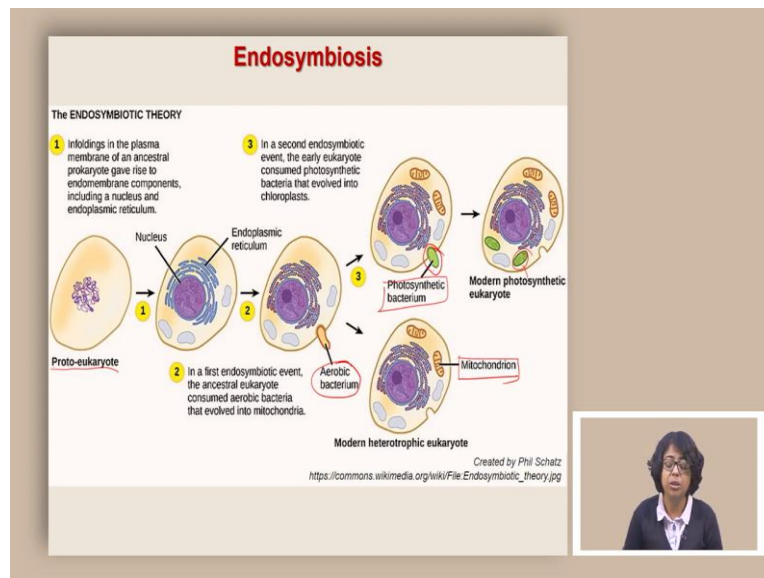 Endosymbiosis
The ENDOSYMBIOTIC THEORY
1 Infoldings in the plasma
membrane of an ancestral
prokaryote gave rise to
endomembrane components,
including a nucleus and
endoplasmic reticulum.
3 In a second endosymbiotic
event, the early eukaryote
consumed photosynthetic
bacteria that evolved into
chloroplasts.
Nucleus
Endoplasmic
reticulum
1
2
3
Photosynthetic
bacterium
Modern photosynthetic
eukaryote
Proto-eukaryote
2 In a first endosymbiotic event,
the ancestral eukaryote
consumed aerobic bacteria
that evolved into mitochondria.
Aerobic
bacterium
Mitochondrion
Modern heterotrophic eukaryote
Created by Phil Schatz
https://commons.wikimedia.org/wiki/File:Endosymbiotic_theory.jpg